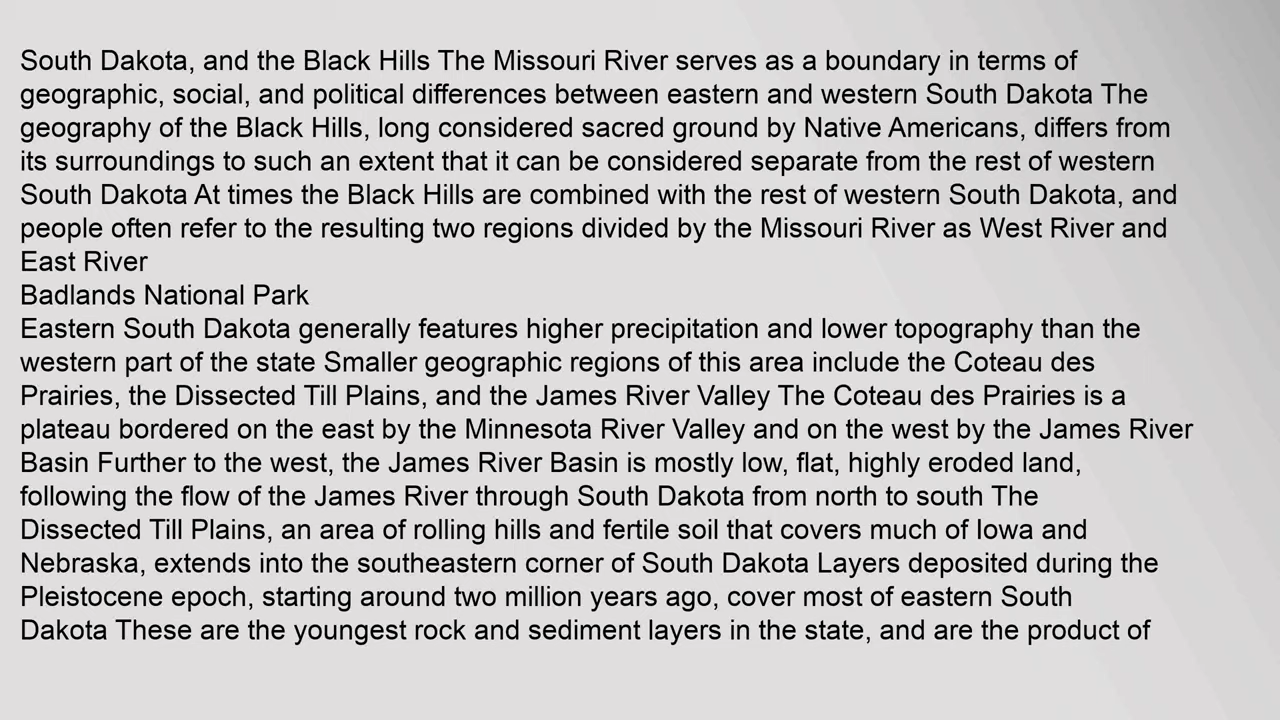 South Dakota, and the Black Hills The Missouri River serves as a boundary in terms of
geographic, social, and political differences between eastern and western South Dakota The
geography of the Black Hills, long considered sacred ground by Native Americans, differs from
its surroundings to such an extent that it can be considered separate from the rest of western
South Dakota At times the Black Hills are combined with the rest of western South Dakota, and
people often refer to the resulting two regions divided by the Missouri River as West River and
East River
Badlands National Park
Eastern South Dakota generally features higher precipitation and lower topography than the
western part of the state Smaller geographic regions of this area include the Coteau des
Prairies, the Dissected Till Plains, and the James River Valley The Coteau des Prairies is a
plateau bordered on the east by the Minnesota River Valley and on the west by the James River
Basin Further to the west, the James River Basin is mostly low, flat, highly eroded land,
following the flow of the James River through South Dakota from north to south The
Dissected Till Plains, an area of rolling hills and fertile soil that covers much of Iowa and
Nebraska, extends into the southeastern corner of South Dakota Layers deposited during the
Pleistocene epoch, starting around two million years ago, cover most of eastern South
Dakota These are the youngest rock and sediment layers in the state, and are the product of